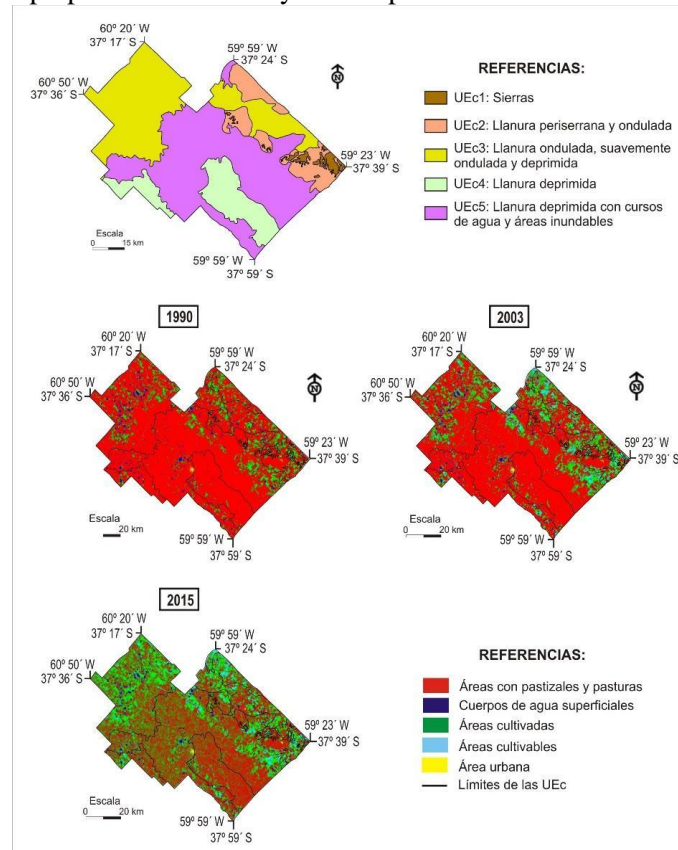 60º 20´ W
37º 17´ S
59º 59´ W
37º 24´ S
60º 50´ W
37º 36´ S
N
59º 23´ W
37º 39´ S
Escala
0 15 km
59º 59´ W
37º 59´ S
REFERENCIAS:
UEc1: Sierras
UEc2: Llanura periserrana y ondulada
UEc3: Llanura ondulada, suavemente
ondulada y deprimida
UEc4: Llanura deprimida
UEc5: Llanura deprimida con cursos
de agua y áreas inundables
1990
60º 20´ W
37º 17´ S
59º 59´ W
37º 24´ S
60º 50´ W
37º 36´ S
N
59º 23´ W
37º 39´ S
Escala
20 km
59º 59´ W
37º 59´ S
2003
60º 20´ W
37º 17´ S
59º 59´ W
37º 24´ S
60º 50´ W
37º 36´ S
N
59º 23´ W
37º 39´ S
Escala
0 20 km
59º 59´ W
37º 59´ S
2015
60º 20´ W
37º 17´ S
59º 59´ W
37º 24´ S
60º 50´ W
37º 36´ S
59º 23´ W
37º 39´ S
Escala
0 20 km
59º 59´ W
37º 59´ S
REFERENCIAS:
Áreas con pastizales y pasturas
Cuerpos de agua superficiales
Áreas cultivadas
Áreas cultivables
Área urbana
Límites de las UEc